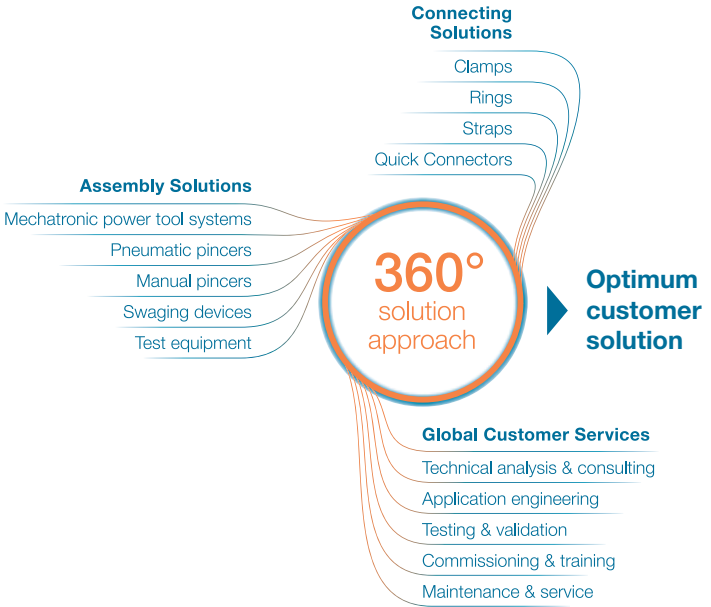 Connecting
Solutions
Clamps
Rings
Straps
Quick Connectors
Assembly Solutions
Mechatronic power tool systems
Pneumatic pincers
Manual pincers
Swaging devices
Test equipment
360°
solution
approach
Optimum
customer
solution
Global Customer Services
Technical analysis & consulting
Application engineering
Testing & validation
Commissioning & training
Maintenance & service